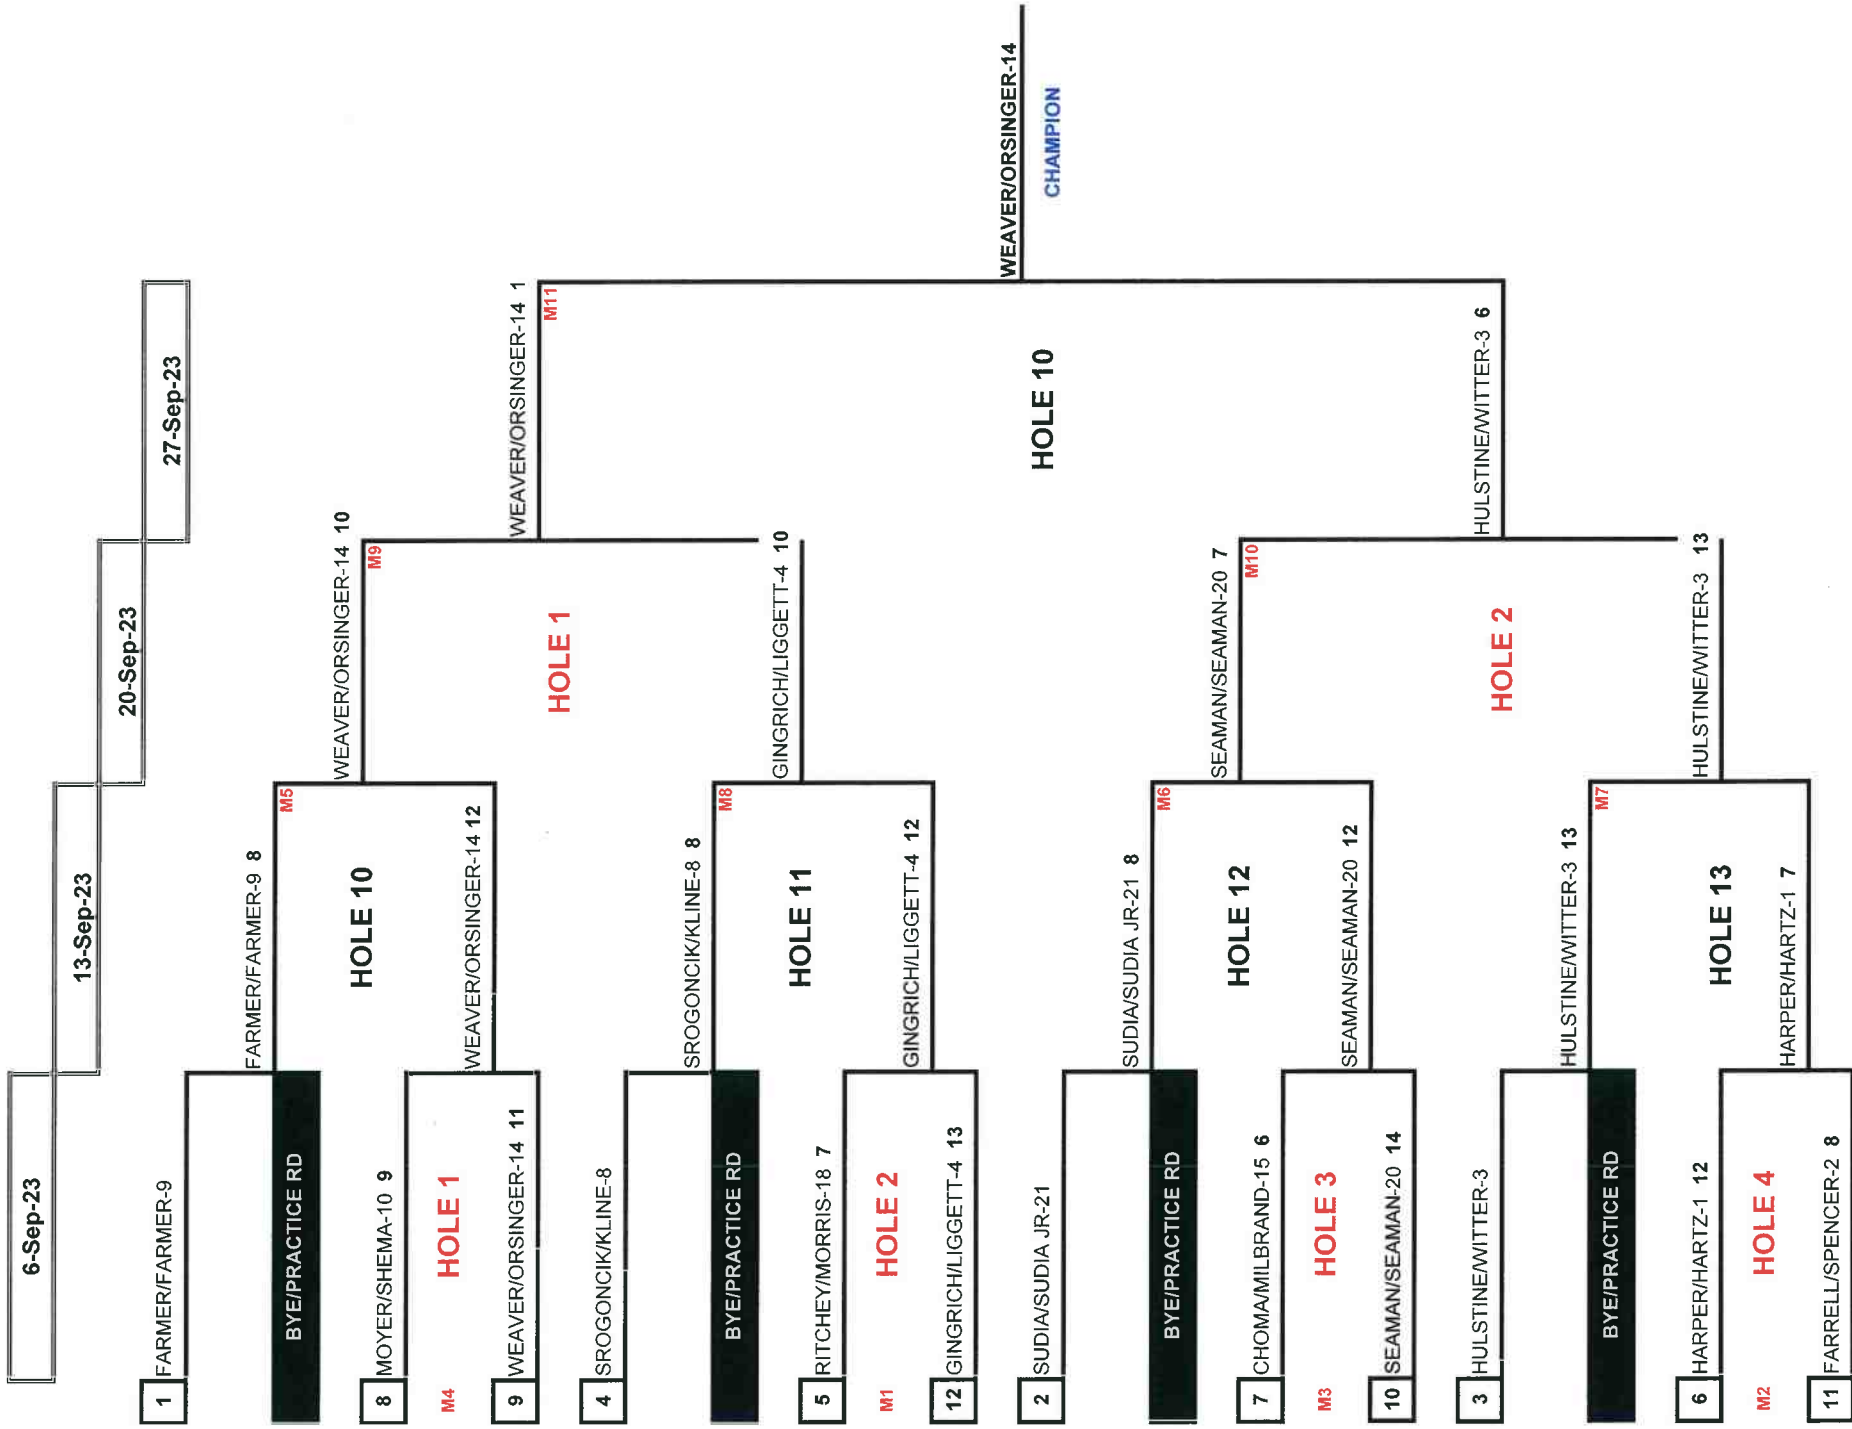 6-Sep-23
13-Sep-23
20-Sep-23
27-Sep-23
1 FARMER/FARMER-9
FARMER/FARMER-9 8
BYE/PRACTICE RD
M5
HOLE 10
WEAVER/ORSINGER-14 10
8 MOYER/SHEMA-10 9
M4
HOLE 1
WEAVER/ORSINGER-14 12
9 WEAVER/ORSINGER-14 11
M9
HOLE 1
WEAVER/ORSINGER-14 1
4 SROGONCIK/KLINE-8
SROGONCIK/KLINE-8 8
BYE/PRACTICE RD
M8
HOLE 11
GINGRICH/LIGGETT-4 10
5 RITCHEY/MORRIS-18 7
M1
HOLE 2
GINGRICH/LIGGETT-4 12
12 GINGRICH/LIGGETT-4 13
M11
HOLE 10
WEAVER/ORSINGER-14
CHAMPION
2 SUDIA/SUDIA JR-21
SUDIA/SUDIA JR-21 8
BYE/PRACTICE RD
M6
HOLE 12
SEAMAN/SEAMAN-20 7
7 CHOMA/MILBRAND-15 6
M3
HOLE 3
SEAMAN/SEAMAN-20 12
10 SEAMAN/SEAMAN-20 14
M10
HOLE 2
HULSTINE/WITTER-3 6
3 HULSTINE/WITTER-3
HULSTINE/WITTER-3 13
BYE/PRACTICE RD
M7
HOLE 13
HULSTINE/WITTER-3 13
6 HARPER/HARTZ-1 12
M2
HOLE 4
HARPER/HARTZ-1 7
11 FARRELL/SPENCER-2 8